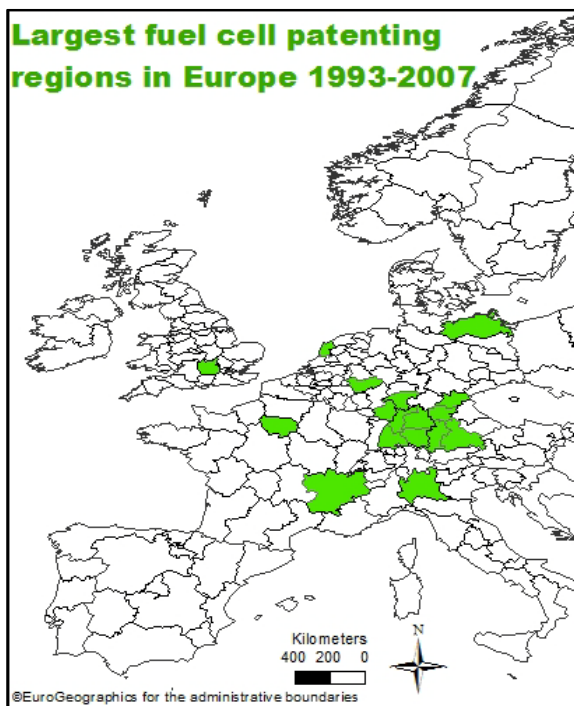 Largest fuel cell patenting
regions in Europe 1993-2007
Kilometers
400 200 0
N
©EuroGeographics for the administrative boundaries